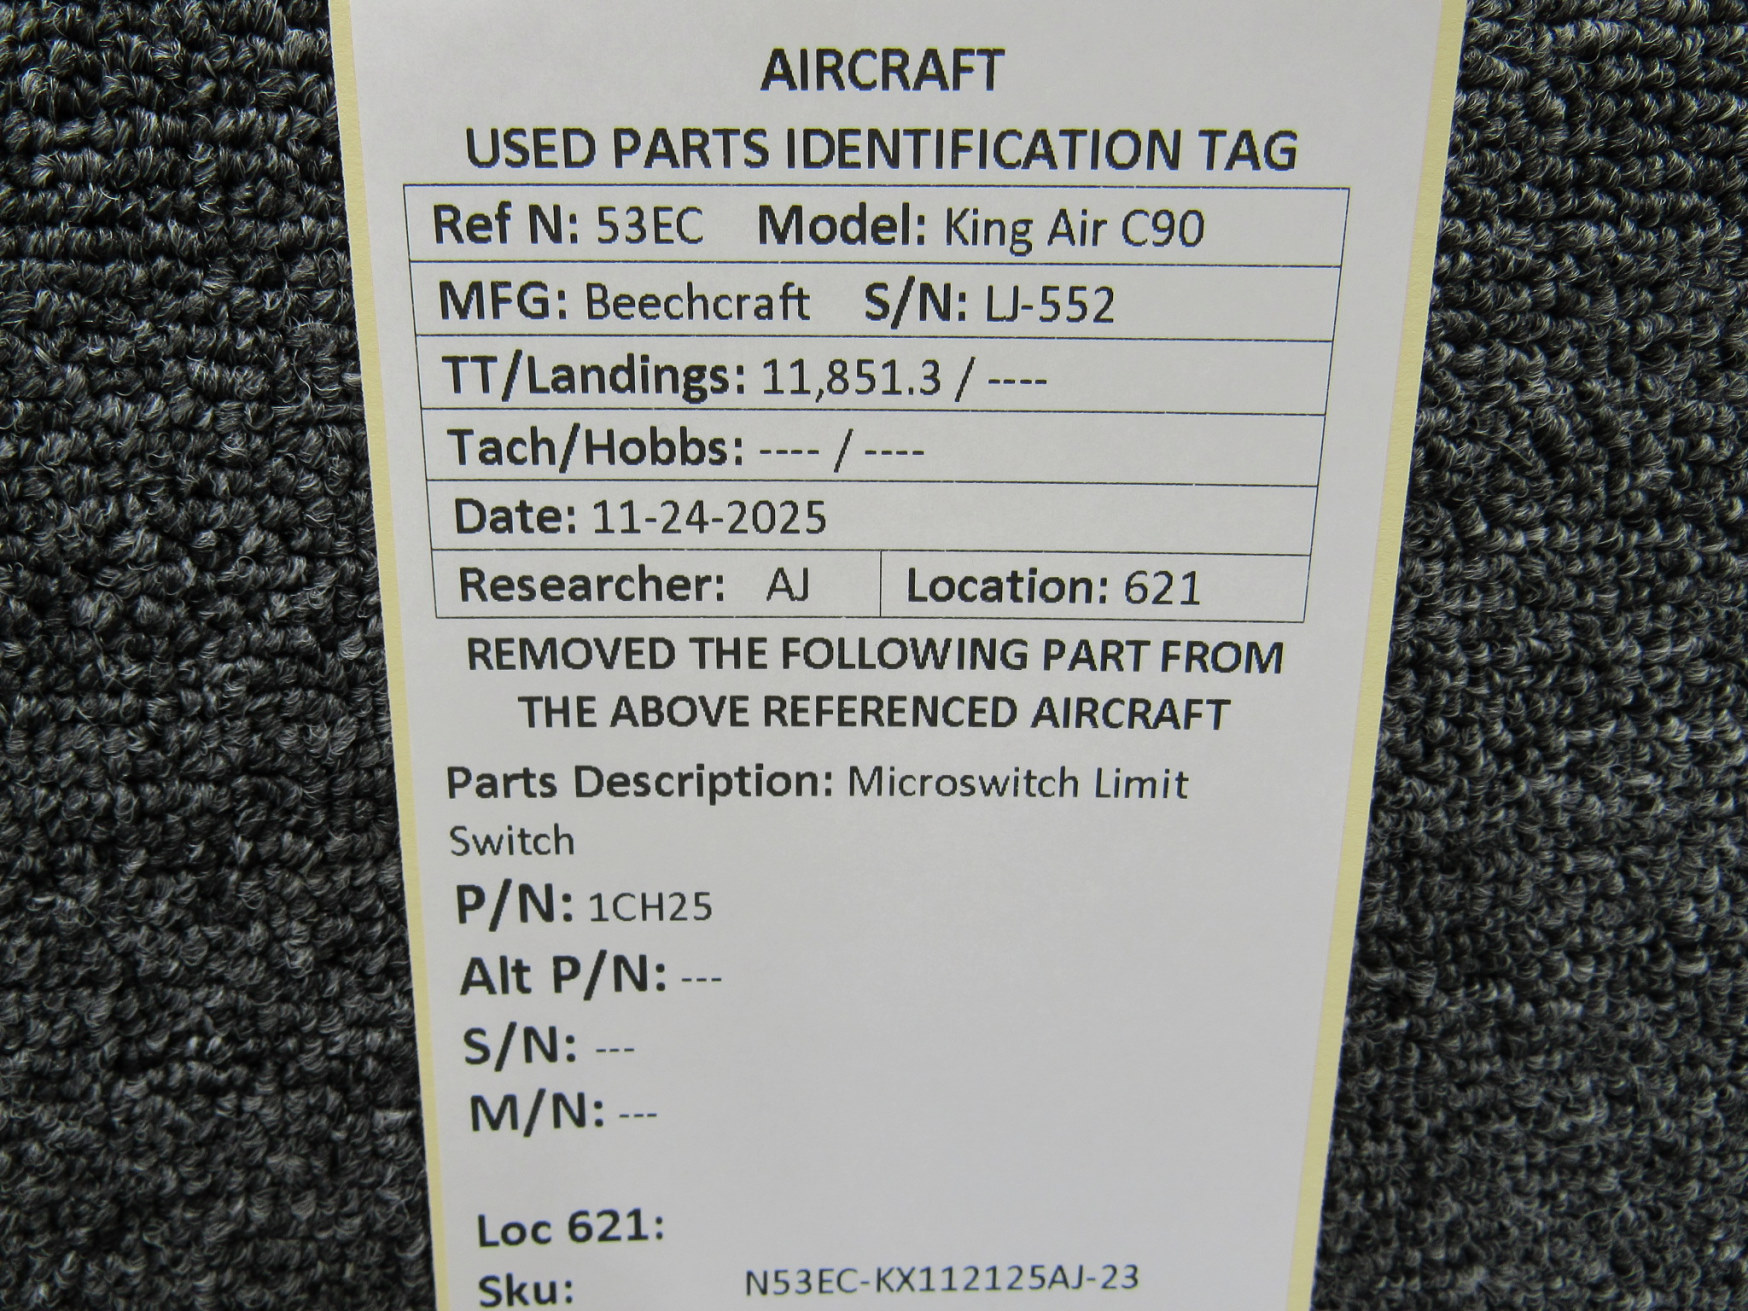 AIRCRAFT
USED PARTS IDENTIFICATION TAG
Ref N: 53EC Model: King Air C90
MFG: Beechcraft S/N: LJ-552
TT/Landings: 11,851.3 / ----
Tach/Hobbs: ---- / ----
Date: 11-24-2025
Researcher: AJ Location: 621
REMOVED THE FOLLOWING PART FROM
THE ABOVE REFERENCED AIRCRAFT
Parts Description: Microswitch Limit
Switch
P/N: 1CH25
Alt P/N: ---
S/N: ---
M/N: ---
Loc 621:
Sku: N53EC-KX112125AJ-23